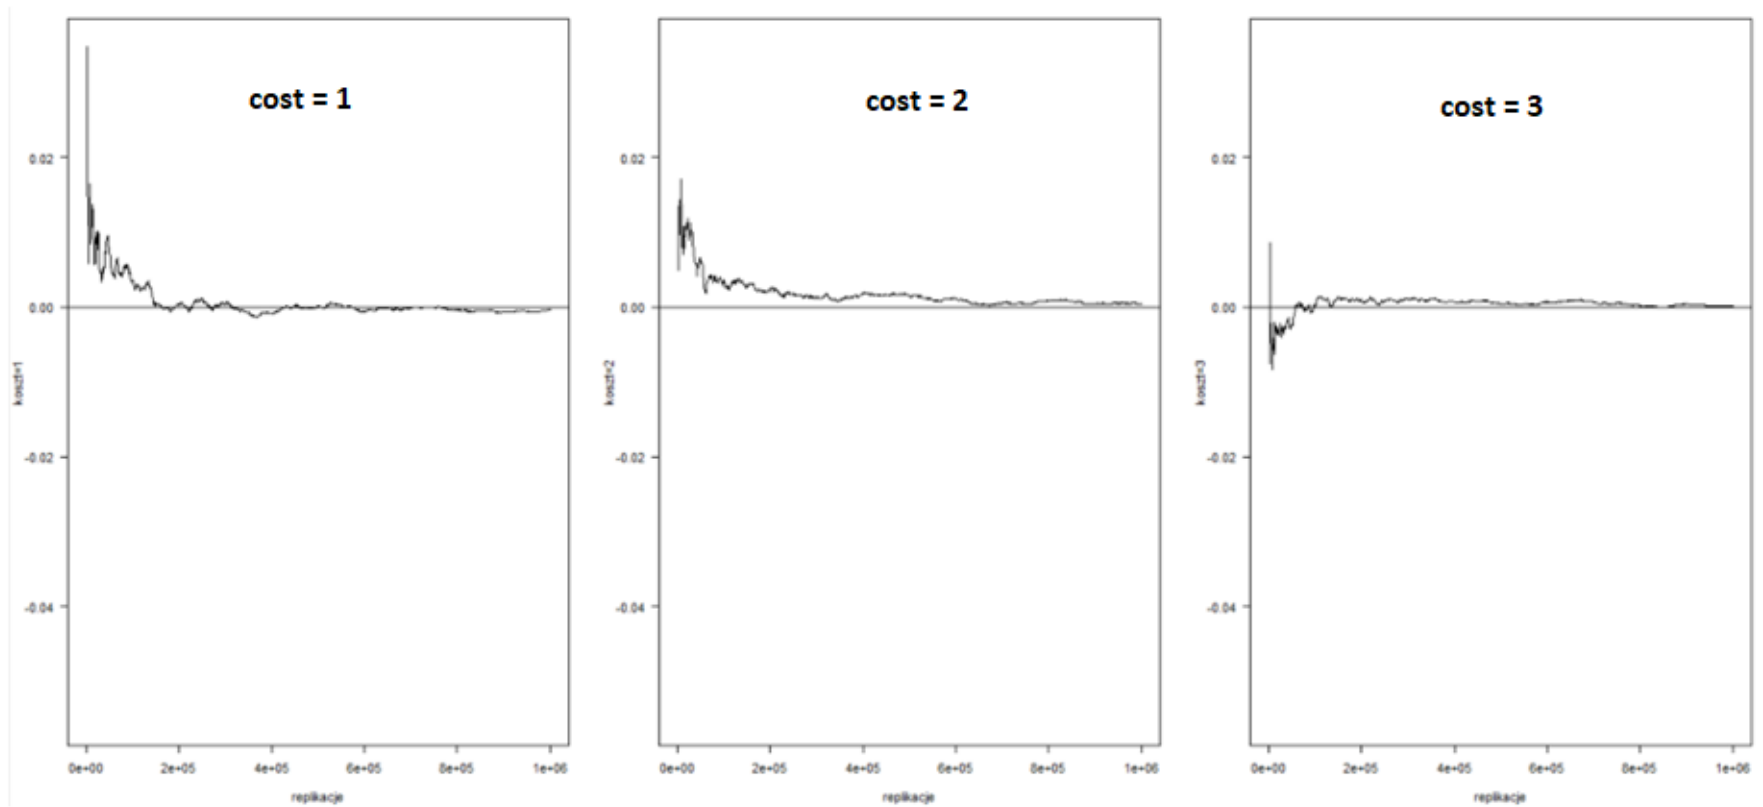 cost = 1
0.02
0.00
-0.02
-0.04
koszt=1
0e+00 2e+05 4e+05 6e+05 8e+05 1e+06
replikacje
cost = 2
0.02
0.00
-0.02
-0.04
koszt=2
0e+00 2e+05 4e+05 6e+05 8e+05 1e+06
replikacje
cost = 3
0.02
0.00
-0.02
-0.04
koszt=3
0e+00 2e+05 4e+05 6e+05 8e+05 1e+06
replikacje